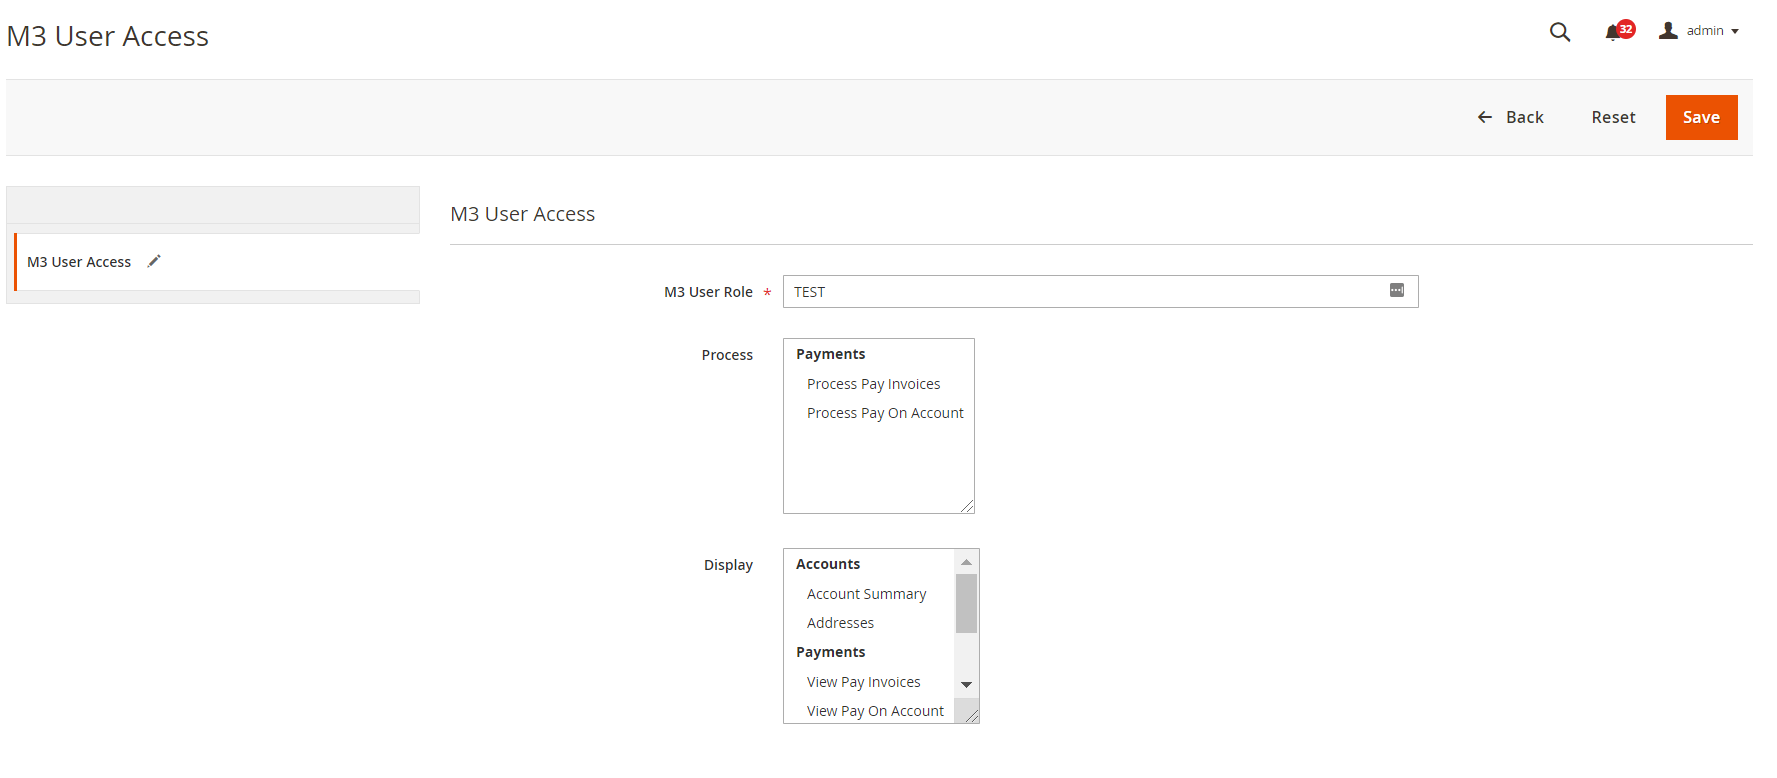 M3 User Access
32
admin
Back
Reset
Save
M3 User Access
M3 User Access
M3 User Role *
TEST
Process
Payments
Process Pay Invoices
Process Pay On Account
Display
Accounts
Account Summary
Addresses
Payments
View Pay Invoices
View Pay On Account